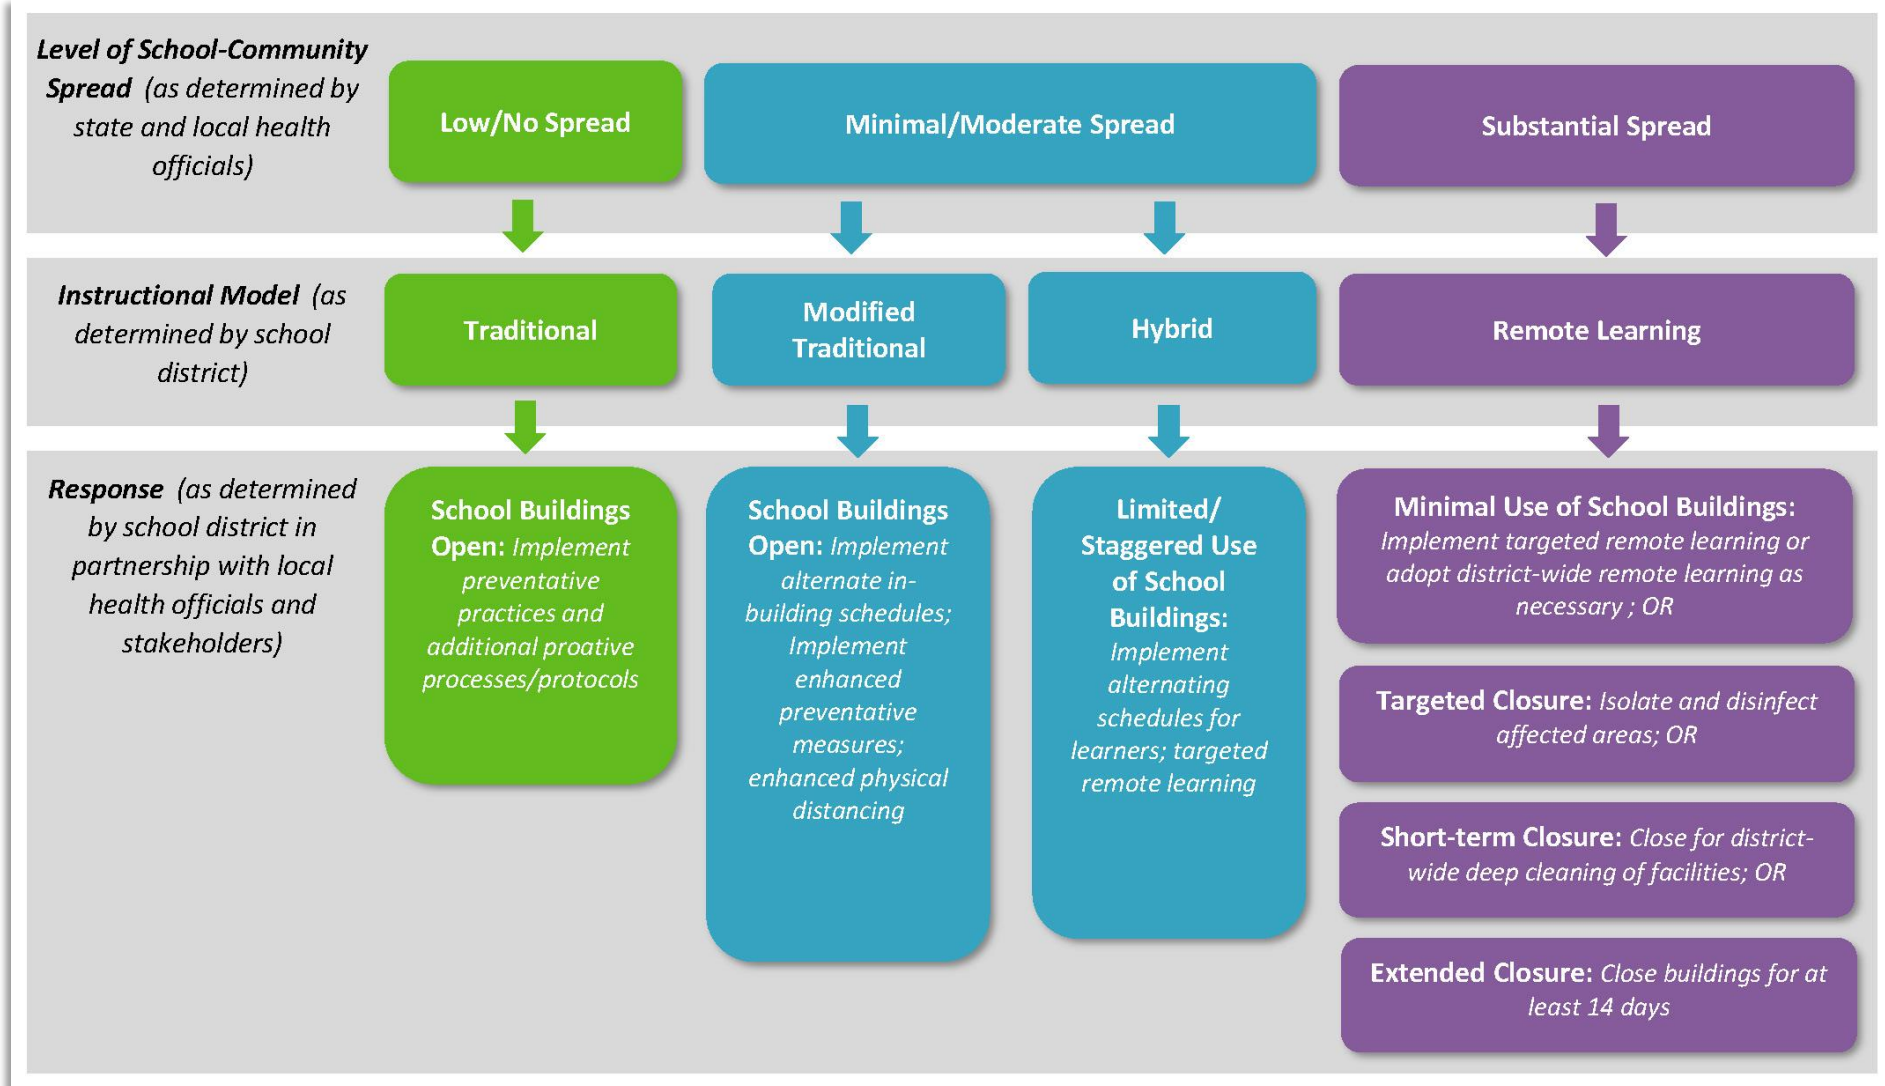 Level of School-Community
Spread (as determined by
state and local health
officials)
Low/No Spread
Minimal/Moderate Spread
Substantial Spread
Instructional Model (as
determined by school
district)
Traditional
Modified
Traditional
Hybrid
Remote Learning
Response (as determined
by school district in
partnership with local
health officials and
stakeholders)
School Buildings
Open: Implement
preventative
practices and
additional proative
processes/protocols
School Buildings
Open: Implement
alternate in-
building schedules;
Implement
enhanced
preventative
measures;
enhanced physical
distancing
Limited/
Staggered Use
of School
Buildings:
Implement
alternating
schedules for
learners; targeted
remote learning
Minimal Use of School Buildings:
Implement targeted remote learning or
adopt district-wide remote learning as
necessary ; OR
Targeted Closure: Isolate and disinfect
affected areas; OR
Short-term Closure: Close for district-
wide deep cleaning of facilities; OR
Extended Closure: Close buildings for at
least 14 days